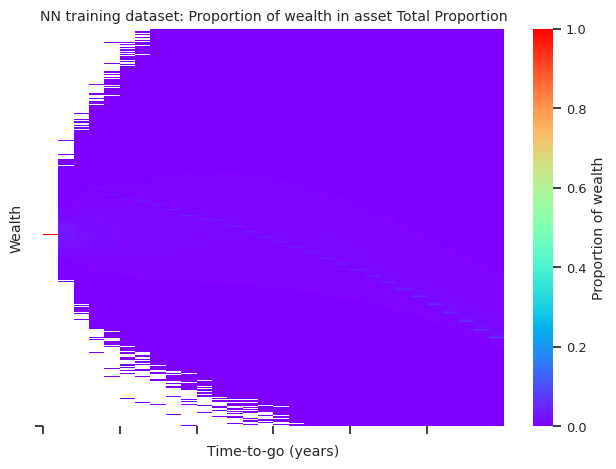 NN training dataset: Proportion of wealth in asset Total Proportion
1.0
0.8
0.6
0.4
0.2
0.0
Proportion of wealth
Wealth
Time-to-go (years)